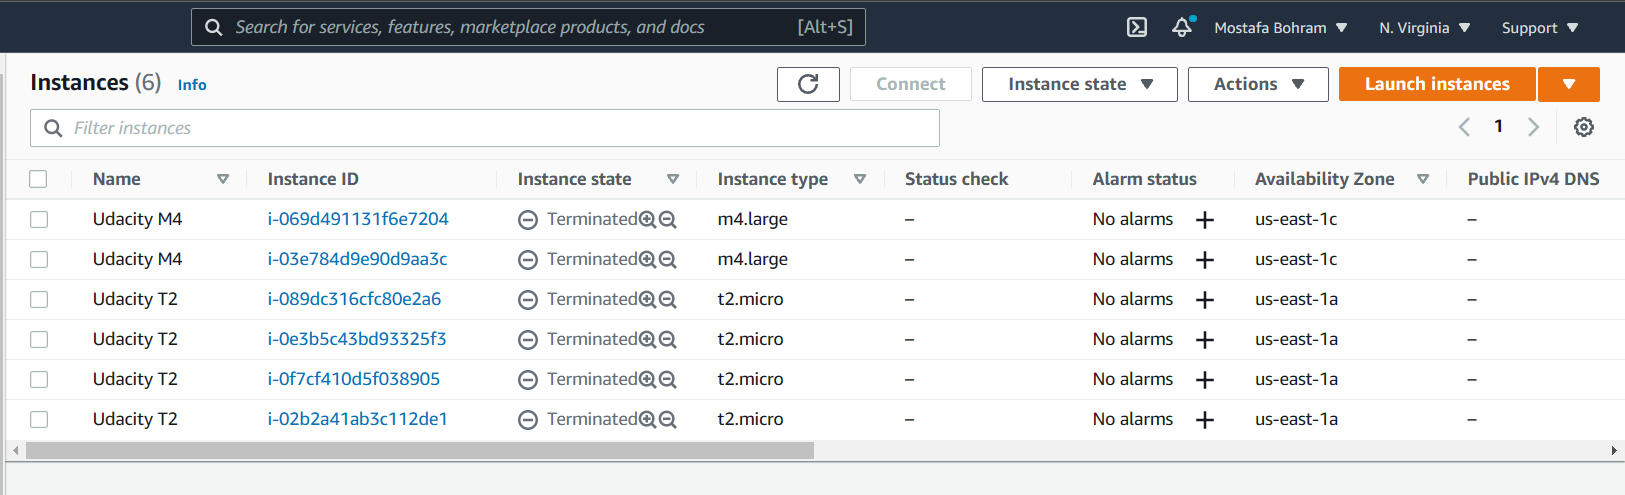 Search for services, features, marketplace products, and docs [Alt+S] Mostafa Bohram N. Virginia Support
Instances (6) Info Connect Instance state Actions Launch instances
Filter instances 1
Name Instance ID Instance state Instance type Status check Alarm status Availability Zone Public IPv4 DNS
Udacity M4 i-069d491131f6e7204 Terminated m4.large – No alarms + us-east-1c –
Udacity M4 i-03e784d9e90d9aa3c Terminated m4.large – No alarms + us-east-1c –
Udacity T2 i-089dc316cfc80e2a6 Terminated t2.micro – No alarms + us-east-1a –
Udacity T2 i-0e3b5c43bd93325f3 Terminated t2.micro – No alarms + us-east-1a –
Udacity T2 i-0f7cf410d5f038905 Terminated t2.micro – No alarms + us-east-1a –
Udacity T2 i-02b2a41ab3c112de1 Terminated t2.micro – No alarms + us-east-1a –